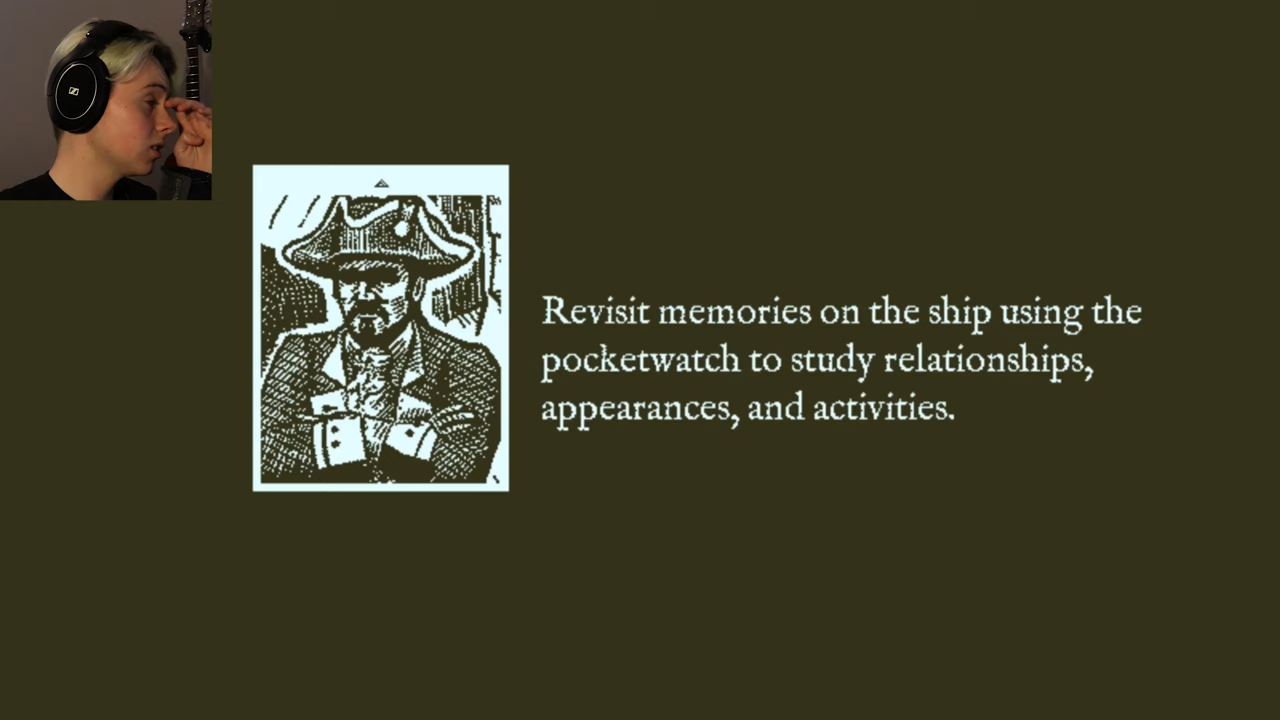 Revisit memories on the ship using the
pocketwatch to study relationships,
appearances, and activities.